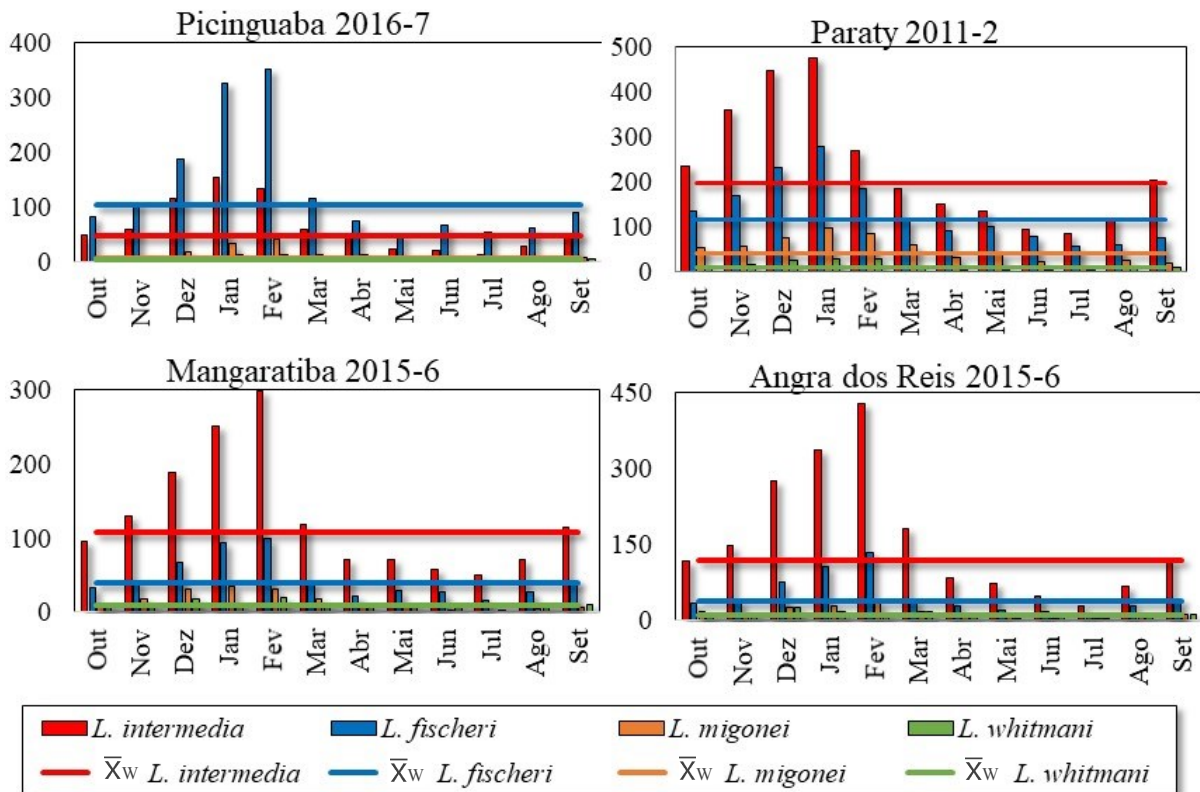 Picinguaba 2016-7
400
300
200
100
0
Out Nov Dez Jan Fev Mar Abr Mai Jun Jul Ago Set
Paraty 2011-2
500
400
300
200
100
0
Out Nov Dez Jan Fev Mar Abr Mai Jun Jul Ago Set
Mangaratiba 2015-6
300
200
100
0
Out Nov Dez Jan Fev Mar Abr Mai Jun Jul Ago Set
Angra dos Reis 2015-6
450
300
150
0
Out Nov Dez Jan Fev Mar Abr Mai Jun Jul Ago Set
L. intermedia L. fischeri L. migonei L. whitmani
X̅w L. intermedia X̅w L. fischeri X̅w L. migonei X̅w L. whitmani